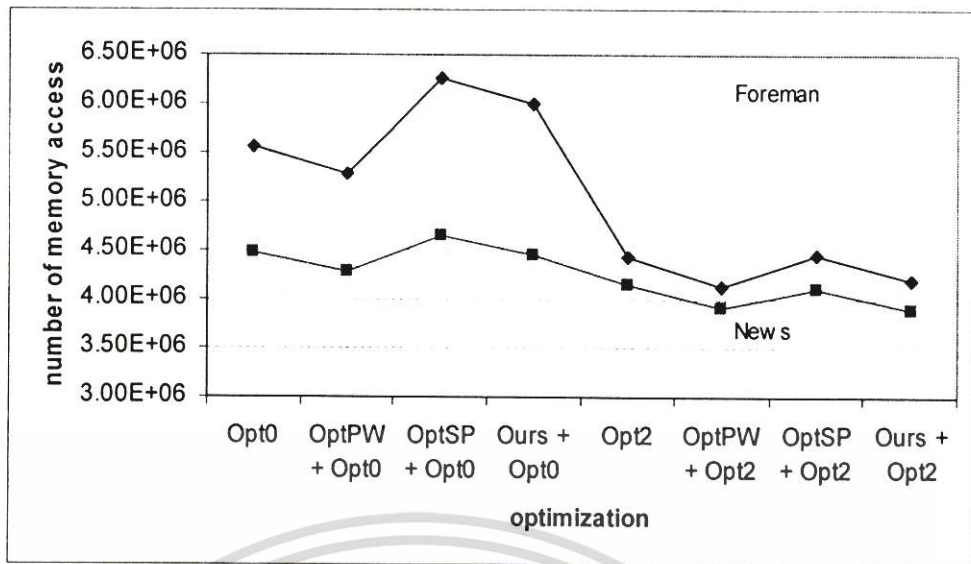 number of memory access
6.50E+06
6.00E+06
5.50E+06
5.00E+06
4.50E+06
4.00E+06
3.50E+06
3.00E+06
Foreman
News
Opt0
OptPW + Opt0
OptSP + Opt0
Ours + Opt0
Opt2
OptPW + Opt2
OptSP + Opt2
Ours + Opt2
optimization